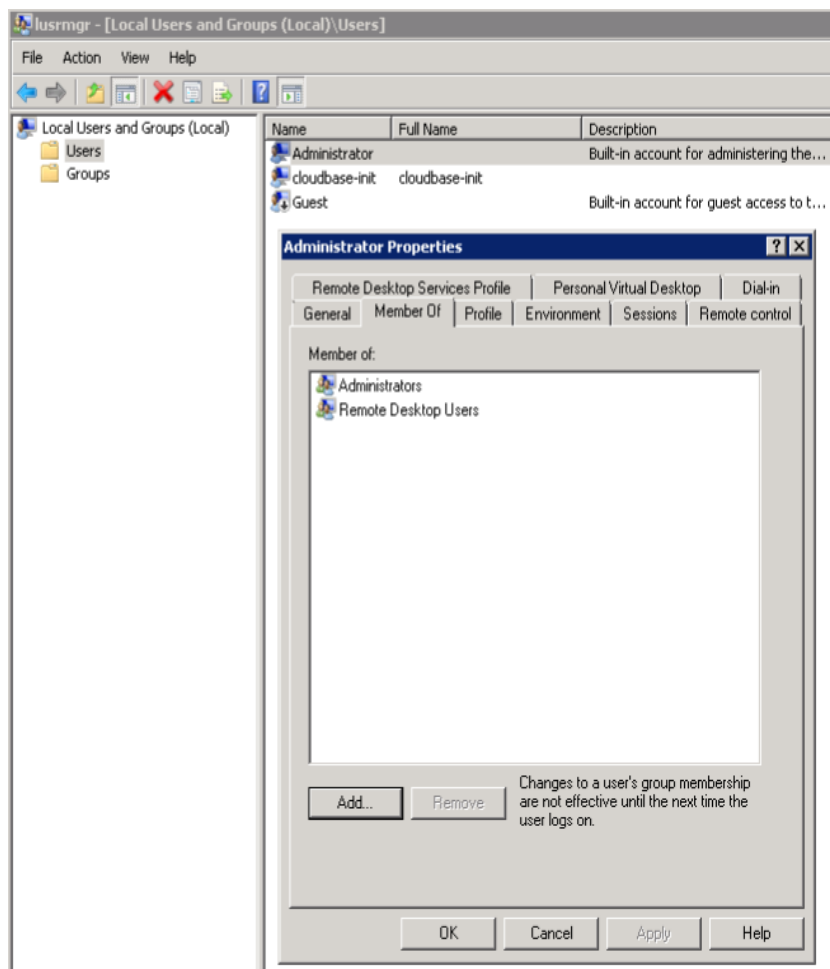 lusrmgr - [Local Users and Groups (Local)\Users]
File Action View Help
Local Users and Groups (Local)
Users
Groups
Name Full Name Description
Administrator Built-in account for administering the...
cloudbase-init cloudbase-init
Guest Built-in account for guest access to t...
Administrator Properties
Remote Desktop Services Profile Personal Virtual Desktop Dial-in
General Member Of Profile Environment Sessions Remote control
Member of:
Administrators
Remote Desktop Users
Add... Remove
Changes to a user's group membership
are not effective until the next time the
user logs on.
OK Cancel Apply Help